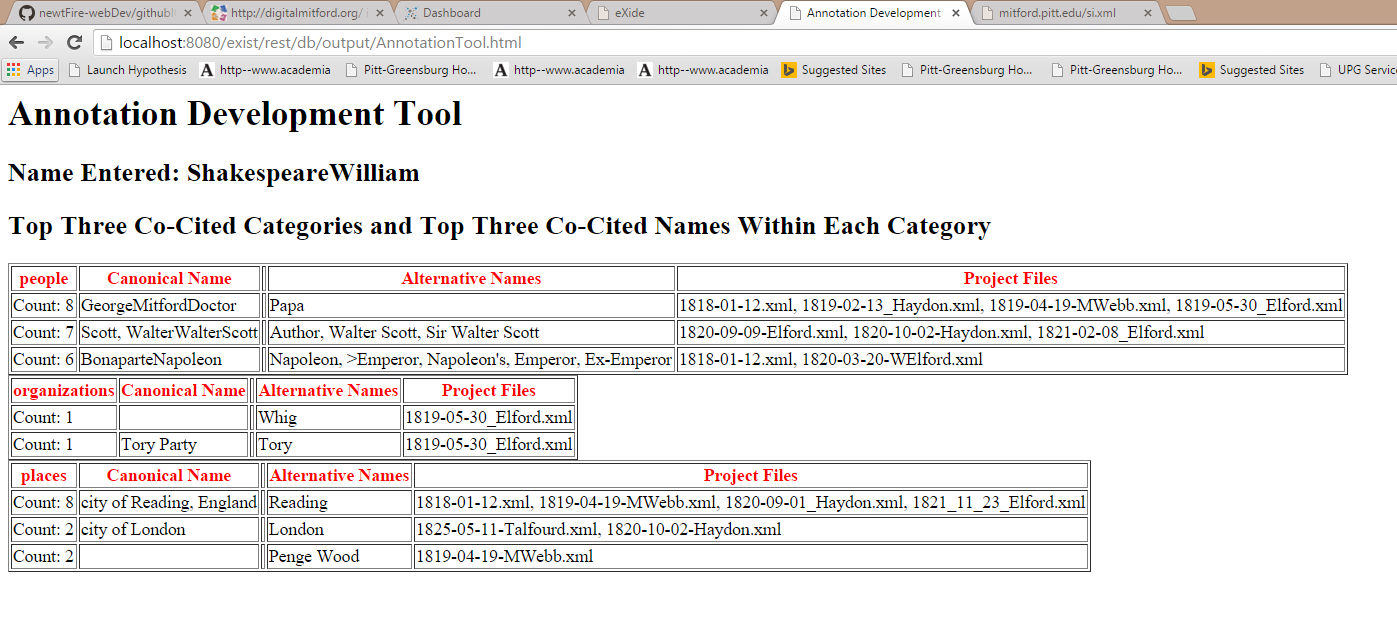 newtFire-webDev/github
http://digitalmitford.org/
Dashboard
eXide
Annotation Development
mitford.pitt.edu/si.xml
localhost:8080/exist/rest/db/output/AnnotationTool.html
Apps Launch Hypothesis A http--www.academia Pitt-Greensburg Ho... A http--www.academia A http--www.academia Suggested Sites Pitt-Greensburg Ho... Pitt-Greensburg Ho... Suggested Sites UPG Servic
Annotation Development Tool
Name Entered: ShakespeareWilliam
Top Three Co-Cited Categories and Top Three Co-Cited Names Within Each Category
people Canonical Name Alternative Names Project Files
Count: 8 GeorgeMitfordDoctor Papa 1818-01-12.xml, 1819-02-13_Haydon.xml, 1819-04-19-MWebb.xml, 1819-05-30_Elford.xml
Count: 7 Scott, WalterWalterScott Author, Walter Scott, Sir Walter Scott 1820-09-09-Elford.xml, 1820-10-02-Haydon.xml, 1821-02-08_Elford.xml
Count: 6 BonaparteNapoleon Napoleon, >Emperor, Napoleon's, Emperor, Ex-Emperor 1818-01-12.xml, 1820-03-20-WElford.xml
organizations Canonical Name Alternative Names Project Files
Count: 1 Whig 1819-05-30_Elford.xml
Count: 1 Tory Party Tory 1819-05-30_Elford.xml
places Canonical Name Alternative Names Project Files
Count: 8 city of Reading, England Reading 1818-01-12.xml, 1819-04-19-MWebb.xml, 1820-09-01_Haydon.xml, 1821_11_23_Elford.xml
Count: 2 city of London London 1825-05-11-Talfourd.xml, 1820-10-02-Haydon.xml
Count: 2 Penge Wood 1819-04-19-MWebb.xml